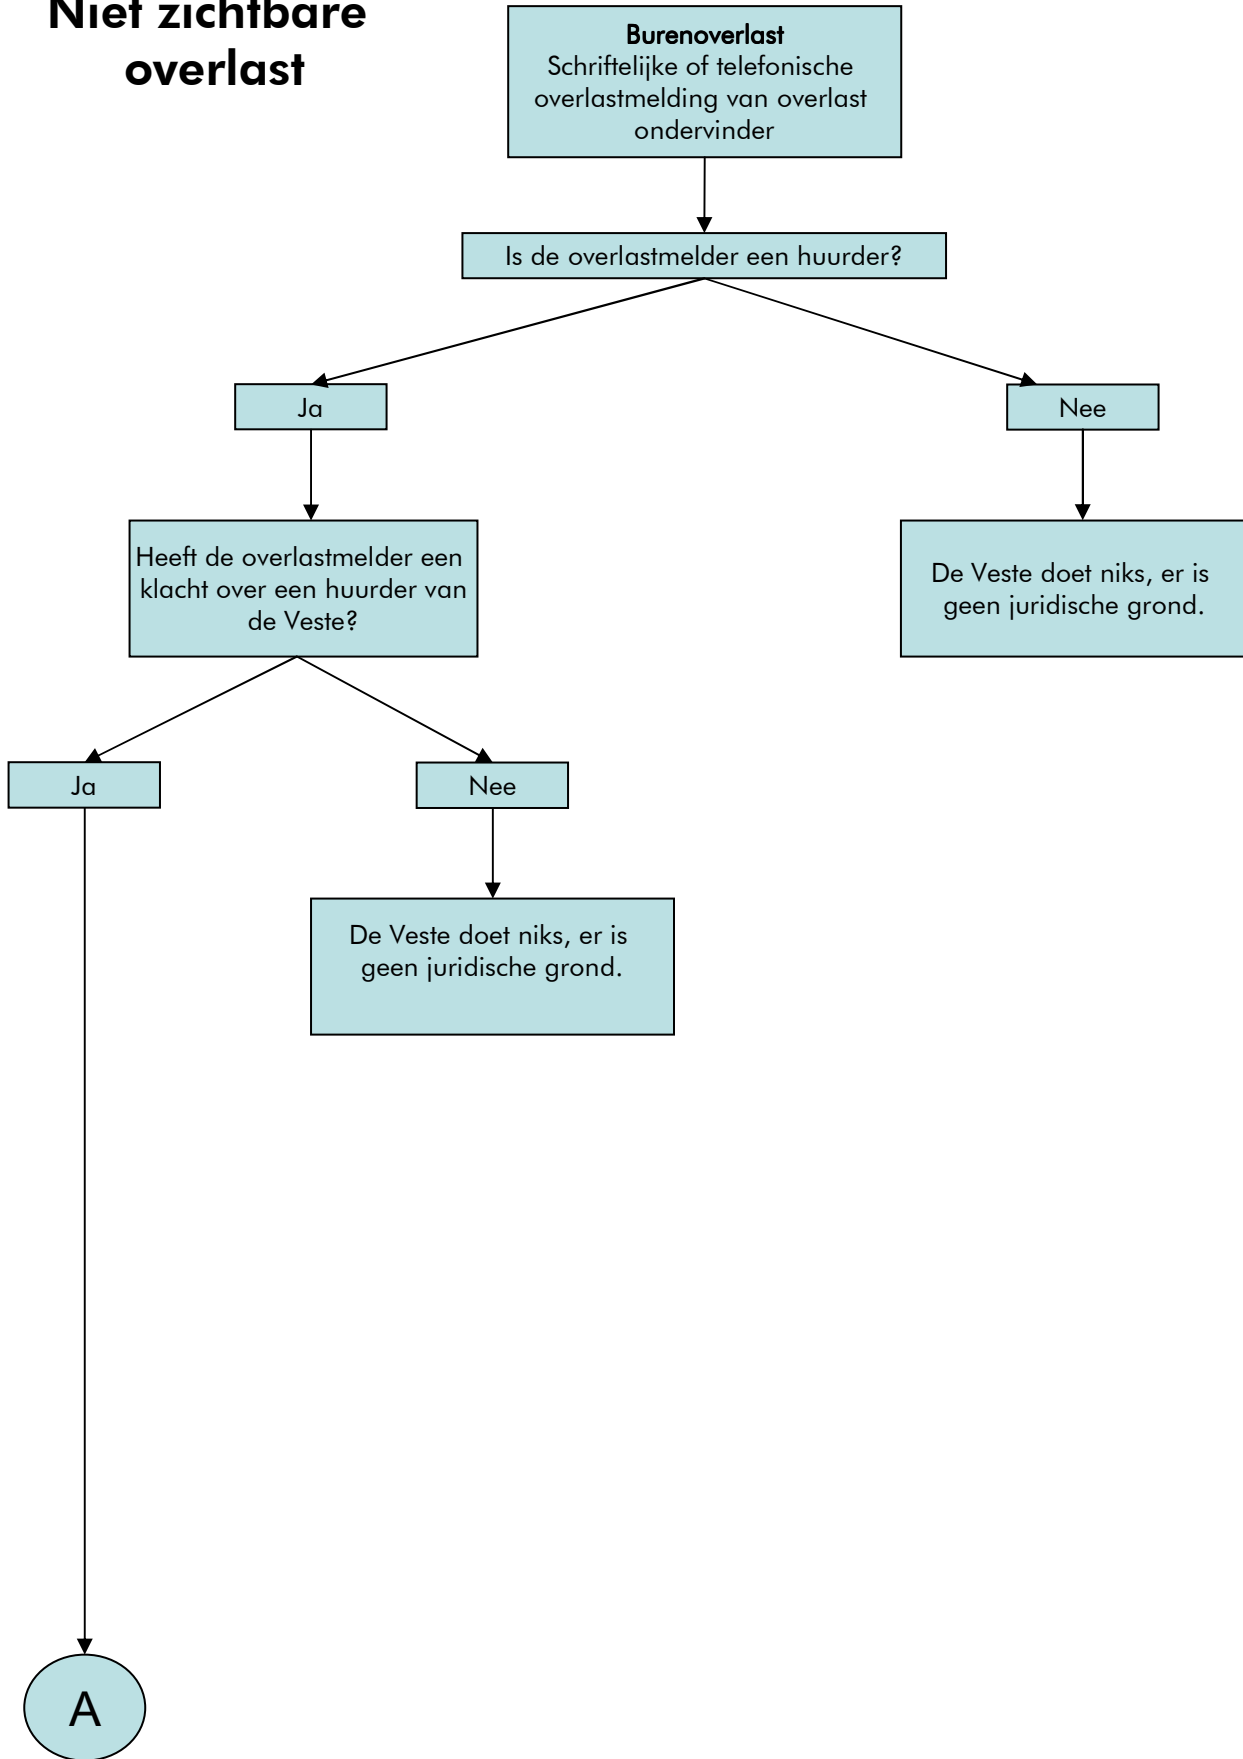 Niet zichtbare
overlast
Burenoverlast
Schriftelijke of telefonische
overlastmelding van overlast
ondervinder
Is de overlastmelder een huurder?
Ja
Nee
Heeft de overlastmelder een
klacht over een huurder van
de Veste?
De Veste doet niks, er is
geen juridische grond.
Ja
Nee
De Veste doet niks, er is
geen juridische grond.
A